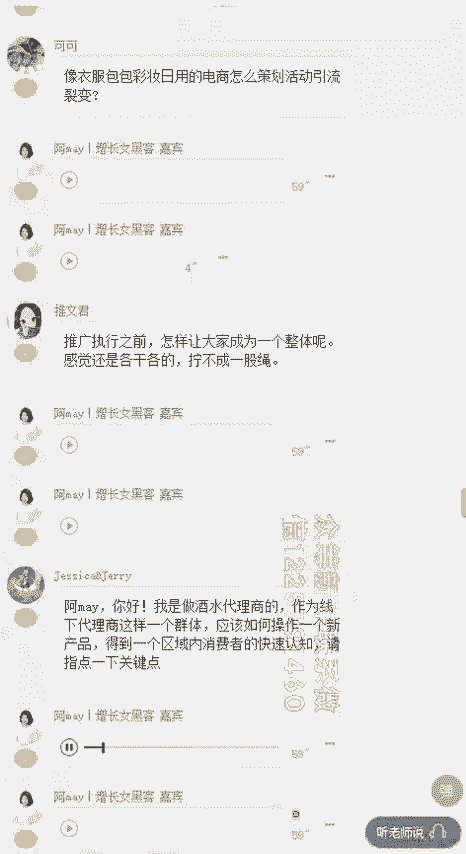 可可
像衣服包包彩妆日用的电商怎么策划活动引流
裂变？
阿may丨增长女黑客 嘉宾
59″
阿may丨增长女黑客 嘉宾
4″
推文君
推广执行之前，怎样让大家成为一个整体呢。
感觉还是各干各的，拧不成一股绳。
阿may丨增长女黑客 嘉宾
59″
阿may丨增长女黑客 嘉宾
Jessica&Jerry
阿may，你好！我是做酒水代理商的，作为线
下代理商这样一个群体，应该如何操作一个新
产品，得到一个区域内消费者的快速认知，请
指点一下关键点
阿may丨增长女黑客 嘉宾
59″
阿may丨增长女黑客 嘉宾
59″
听老师说